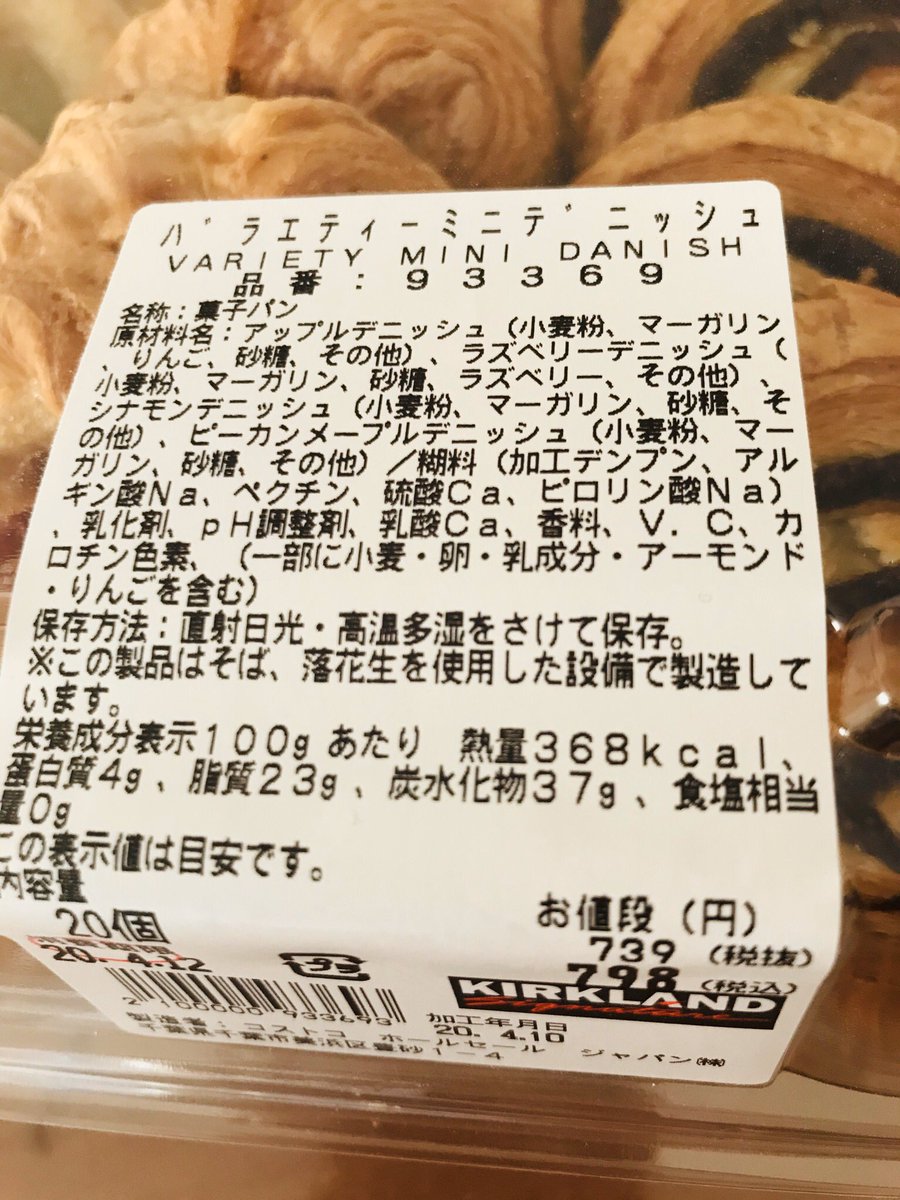 バラエティーミニデニッシュ
VARIETY MINI DANISH
品番:93369
名称:菓子パン
原材料名:アップルデニッシュ(小麦粉、マーガリン
、りんご、砂糖、その他)、ラズベリーデニッシュ(
小麦粉、マーガリン、砂糖、ラズベリー、その他)、
シナモンデニッシュ(小麦粉、マーガリン、砂糖、そ
の他)、ピーカンメープルデニッシュ(小麦粉、マー
ガリン、砂糖、その他)/糊料(加工デンプン、アル
ギン酸Na、ペクチン、硫酸Ca、ピロリン酸Na)
、乳化剤、pH調整剤、乳酸Ca、香料、V.C、カ
ロチン色素、(一部に小麦・卵・乳成分・アーモンド
・りんごを含む)
保存方法:直射日光・高温多湿をさけて保存。
※この製品はそば、落花生を使用した設備で製造して
います。
栄養成分表示100gあたり 熱量368kcal、
蛋白質4g、脂質23g、炭水化物37g、食塩相当
量0g
この表示値は目安です。
内容量
20個
お値段(円)
739(税抜)
798(税込)
20.4.12
プラ
KIRKLAND
Signature
2100000933693
加工年月日
20.4.10
製造者:コストコ ホールセール ジャパン㈱
千葉県千葉市美浜区豊砂1-4